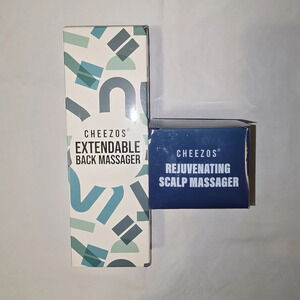 CHEEZOS®
EXTENDABLE
BACK MASSAGER
CHEEZOS®
REJUVENATING
SCALP MASSAGER